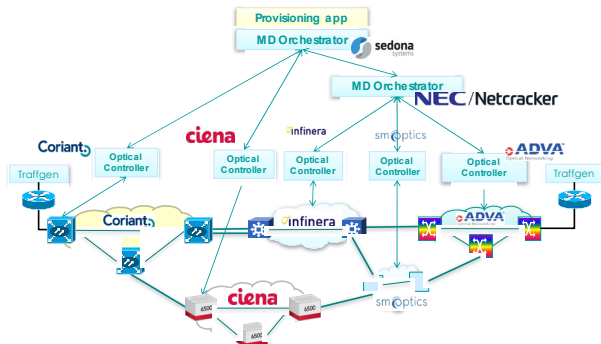 Provisioning app
MD Orchestrator
sedona
systems
MD Orchestrator
NEC/Netcracker
Coriant
ciena
infinera
sm optics
ADVA
Optical Networking
Optical
Controller
Optical
Controller
Optical
Controller
Optical
Controller
Optical
Controller
Traffgen
Traffgen
Coriant
infinera
ADVA
6500
ciena
6500
6500
sm optics